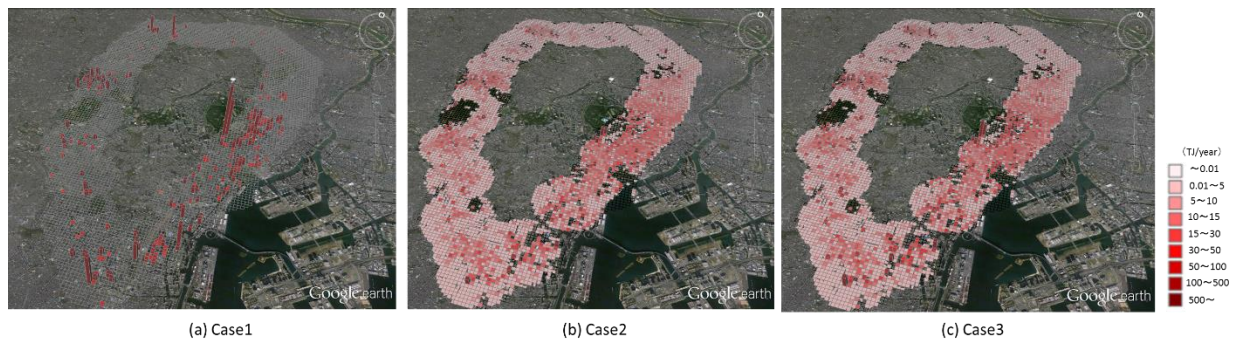 Google earth
Google earth
Google earth
(TJ/year)
～0.01
0.01～5
5～10
10～15
15～30
30～50
50～100
100～500
500～
(a) Case1
(b) Case2
(c) Case3